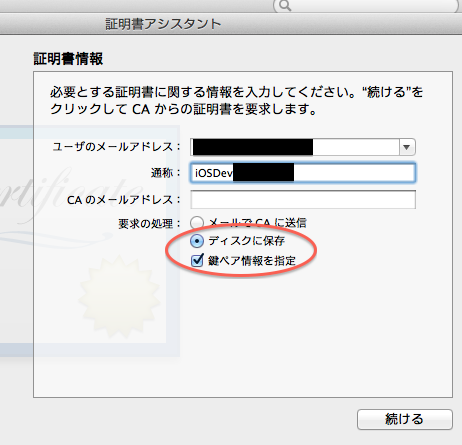 証明書アシスタント
証明書情報
必要とする証明書に関する情報を入力してください。“続ける”を
クリックして CA からの証明書を要求します。
ユーザのメールアドレス：
通称： iOSDev
CA のメールアドレス：
要求の処理： メールで CA に送信
ディスクに保存
鍵ペア情報を指定
続ける